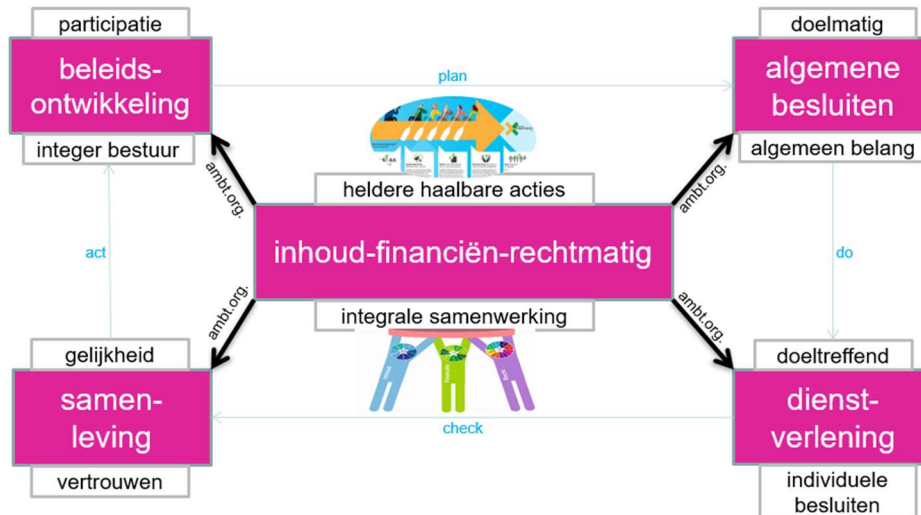 participatie
doelmatig
beleids-
ontwikkeling
plan
algemene
besluiten
integer bestuur
algemeen belang
ambt.org.
heldere haalbare acties
ambt.org.
act
inhoud-financiën-rechtmatig
do
ambt.org.
integrale samenwerking
ambt.org.
gelijkheid
doeltreffend
samen-
leving
check
dienst-
verlening
vertrouwen
individuele
besluiten